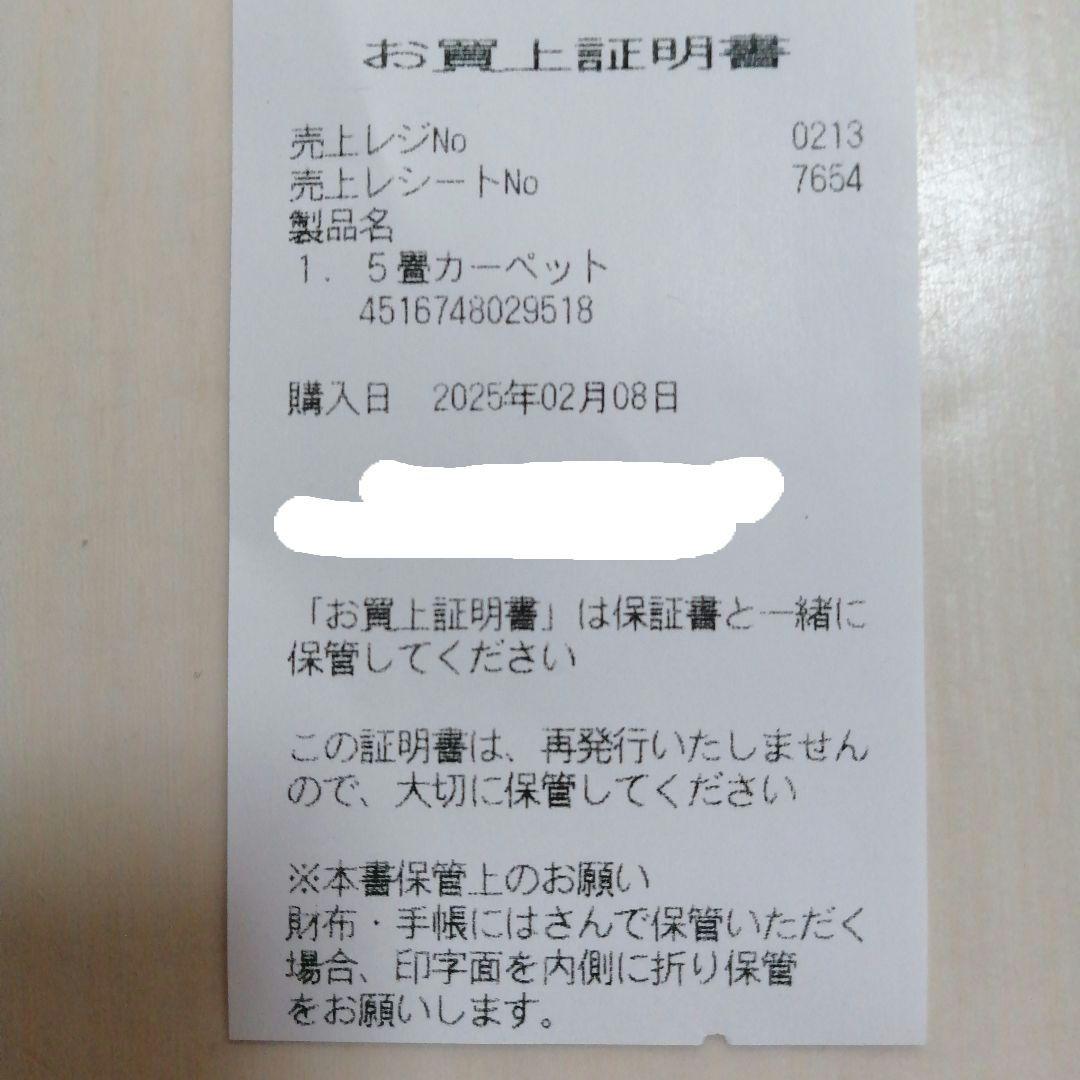 お買上証明書
売上レジNo 0213
売上レシートNo 7654
製品名
1. 5畳カーペット
4516748029518
購入日 2025年02月08日
「お買上証明書」は保証書と一緒に
保管してください
この証明書は、再発行いたしません
ので、大切に保管してください
※本書保管上のお願い
財布・手帳にはさんで保管いただく
場合、印字面を内側に折り保管
をお願いします。